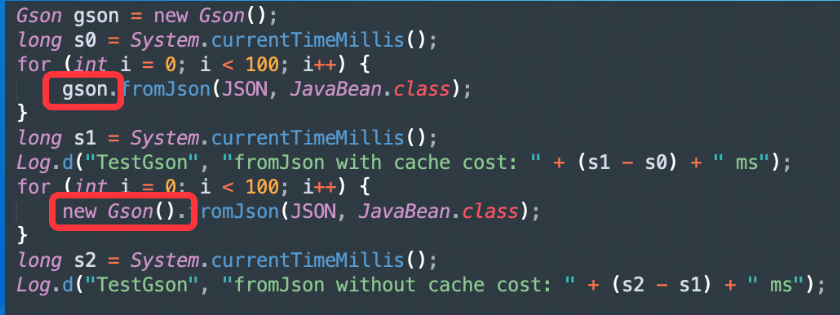 Gson gson = new Gson();
long s0 = System.currentTimeMillis();
for (int i = 0; i < 100; i++) {
    gson.fromJson(JSON, JavaBean.class);
}
long s1 = System.currentTimeMillis();
Log.d("TestGson", "fromJson with cache cost: " + (s1 - s0) + " ms");
for (int i = 0; i < 100; i++) {
    new Gson().fromJson(JSON, JavaBean.class);
}
long s2 = System.currentTimeMillis();
Log.d("TestGson", "fromJson without cache cost: " + (s2 - s1) + " ms");